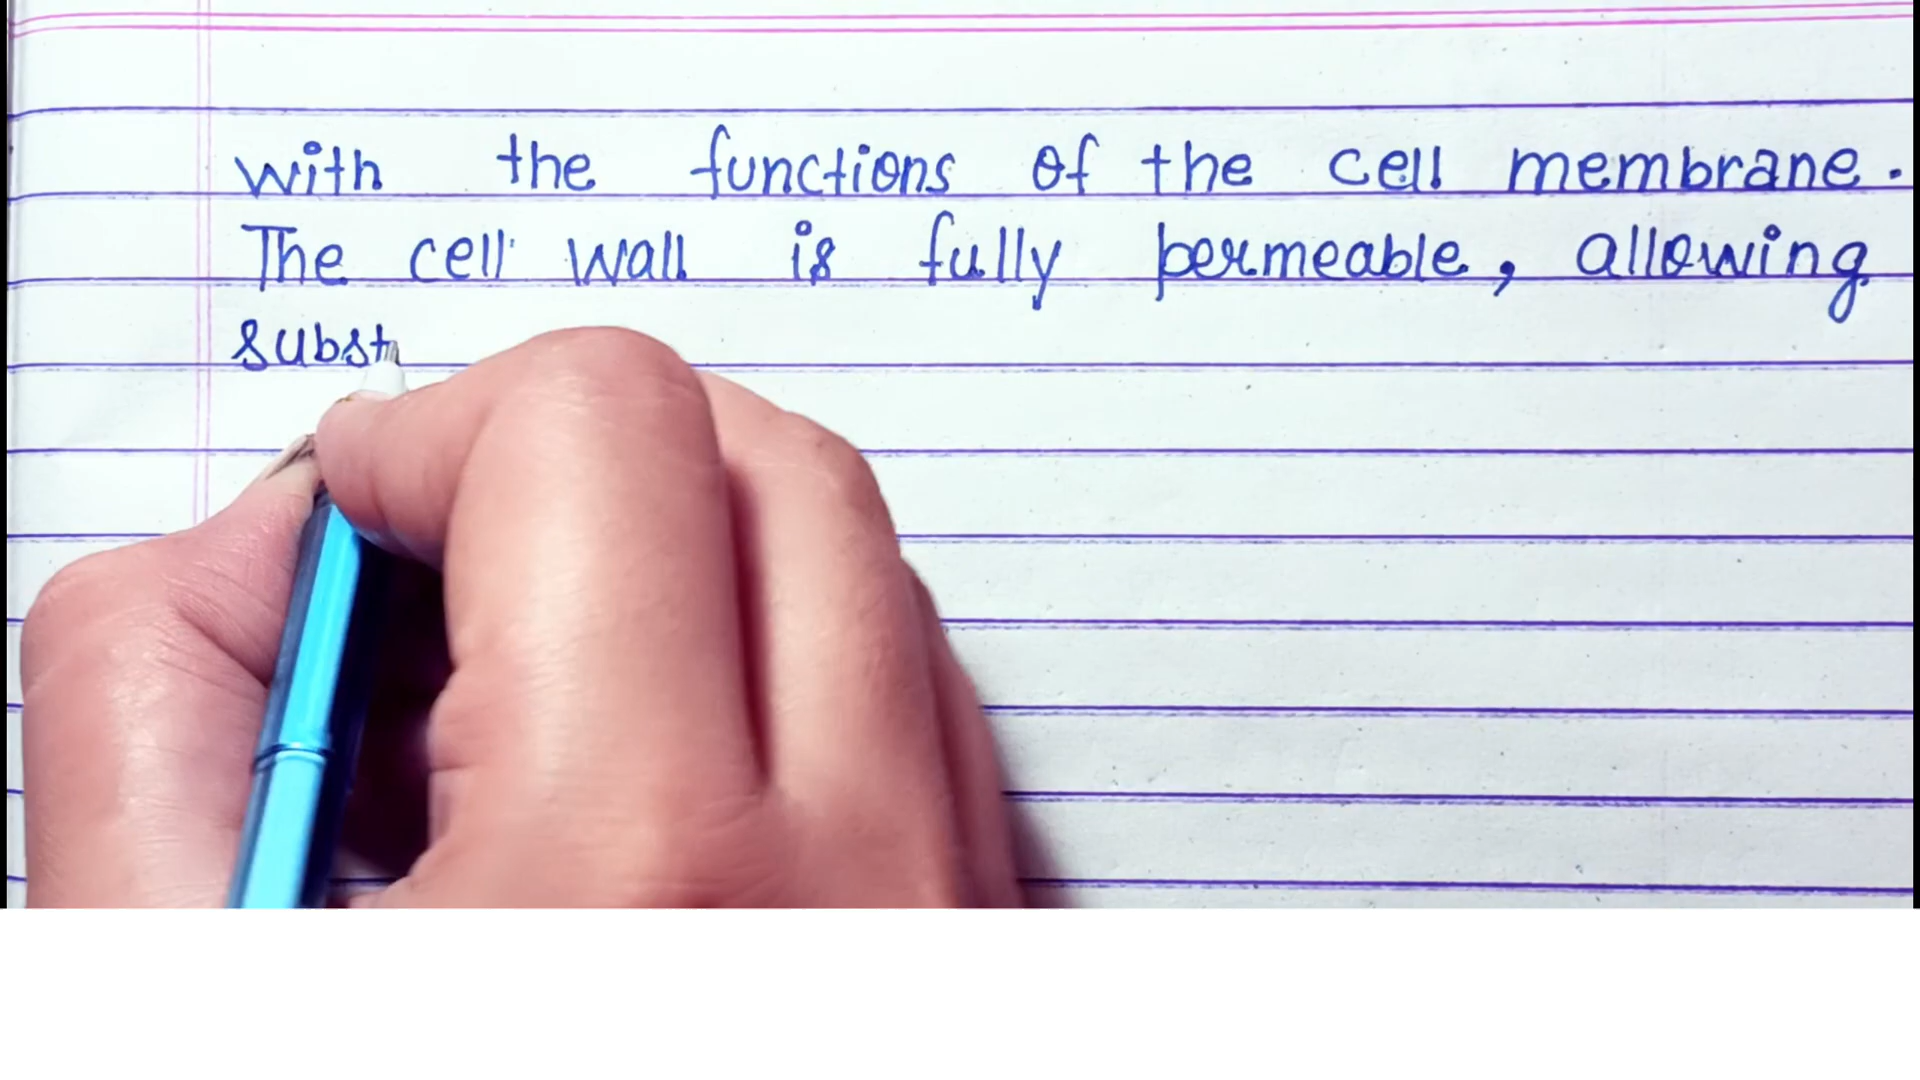 with the functions of the cell membrane.
The cell wall is fully permeable, allowing
subst